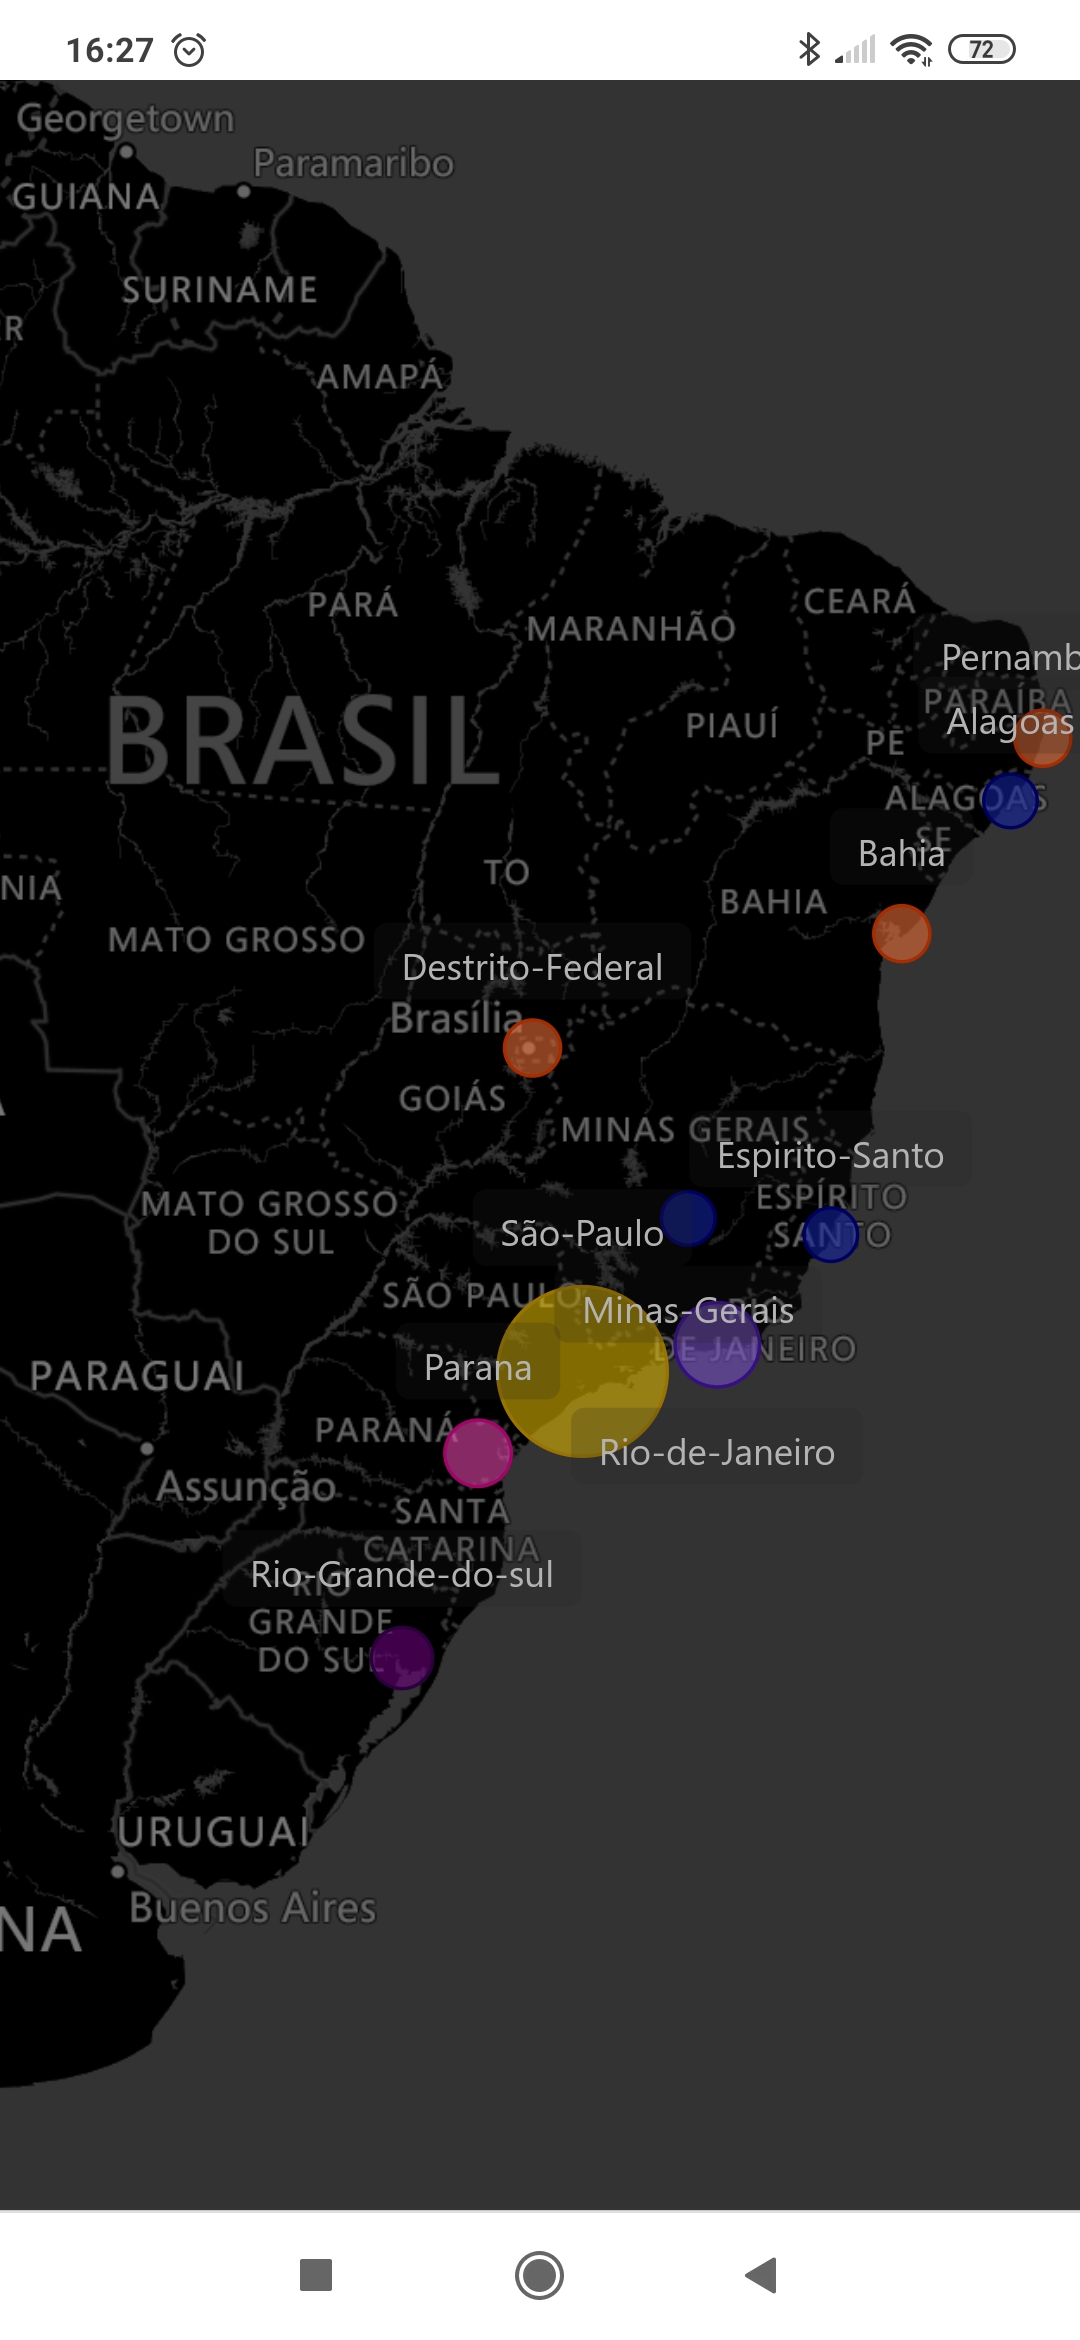 16:27
72
Georgetown
Paramaribo
GUIANA
SURINAME
R
AMAPÁ
PARÁ
CEARÁ
MARANHÃO
Pernamb
PARAÍBA
BRASIL
PIAUÍ
Alagoas
PE
ALAGOAS
SE
Bahia
TO
NIA
BAHIA
MATO GROSSO
Destrito-Federal
Brasília
GOIÁS
A
MINAS GERAIS
Espirito-Santo
MATO GROSSO
DO SUL
ESPÍRITO
SANTO
São-Paulo
SÃO PAULO
Minas-Gerais
DE JANEIRO
Parana
PARAGUAI
PARANÁ
Rio-de-Janeiro
Assunção
SANTA
CATARINA
Rio-Grande-do-sul
RIO
GRANDE
DO SUL
URUGUAI
Buenos Aires
NA